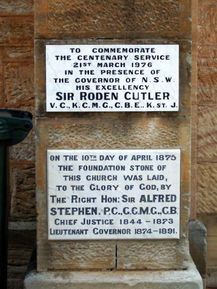 TO COMMEMORATE
THE CENTENARY SERVICE
21ST MARCH 1976
IN THE PRESENCE OF
THE GOVERNOR OF N.S.W
HIS EXCELLENCY
SIR RODEN CUTLER
V.C., K.C.M.G., C.B.E., K.ST.J.
ON THE 10TH DAY OF APRIL 1875
THE FOUNDATION STONE OF
THIS CHURCH WAS LAID,
TO THE GLORY OF GOD, BY
THE RIGHT HON: SIR ALFRED
STEPHEN, P.C., G.C.M.G., C.B.
CHIEF JUSTICE 1844-1873
LIEUTENANT GOVERNOR 1874-1891.